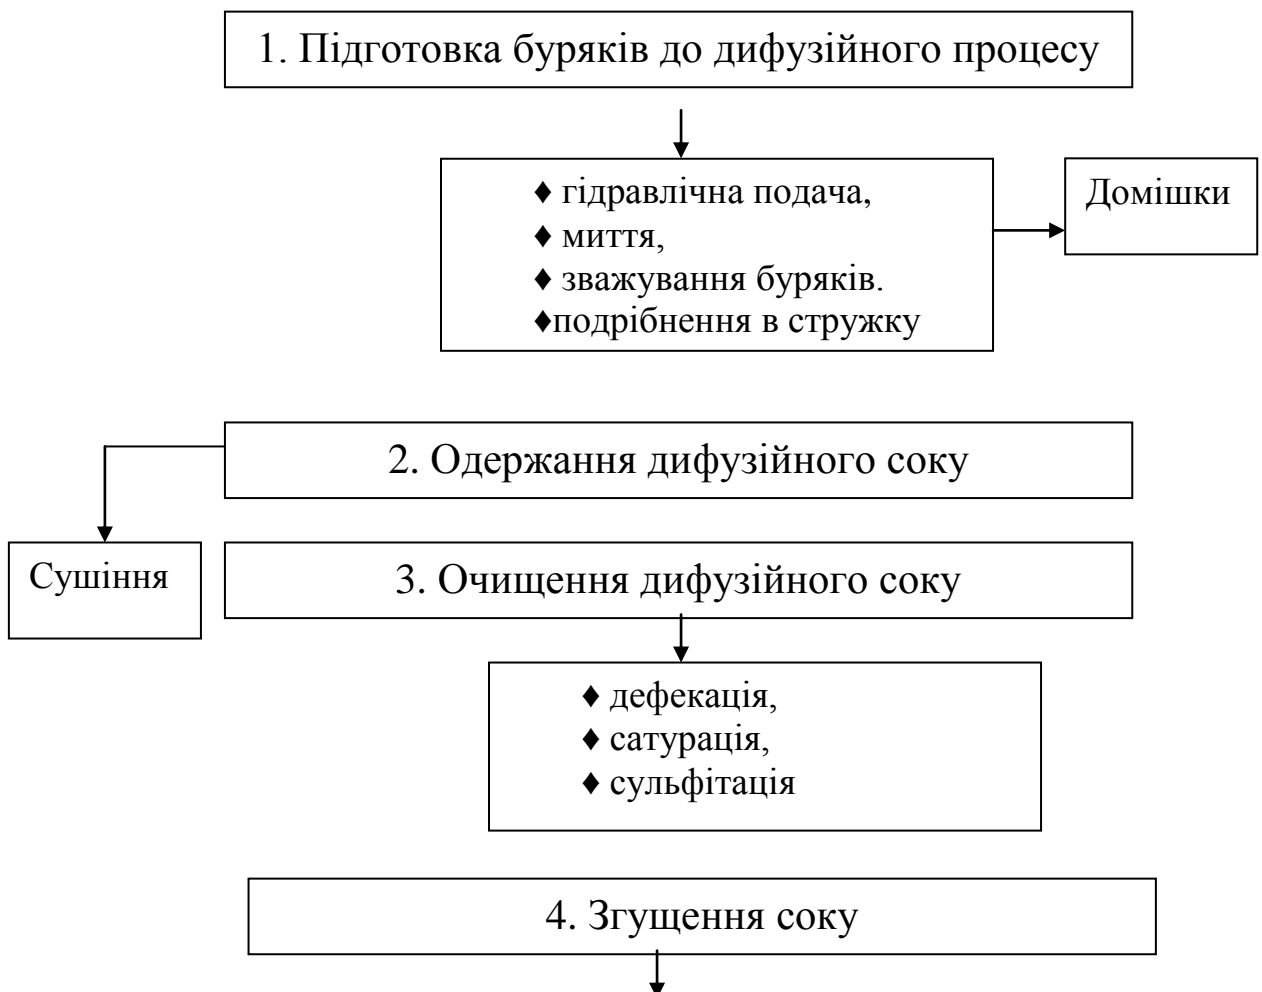 1. Підготовка буряків до дифузійного процесу
♦ гідравлічна подача,
♦ миття,
♦ зважування буряків.
♦подрібнення в стружку
Домішки
2. Одержання дифузійного соку
Сушіння
3. Очищення дифузійного соку
♦ дефекація,
♦ сатурація,
♦ сульфітація
4. Згущення соку